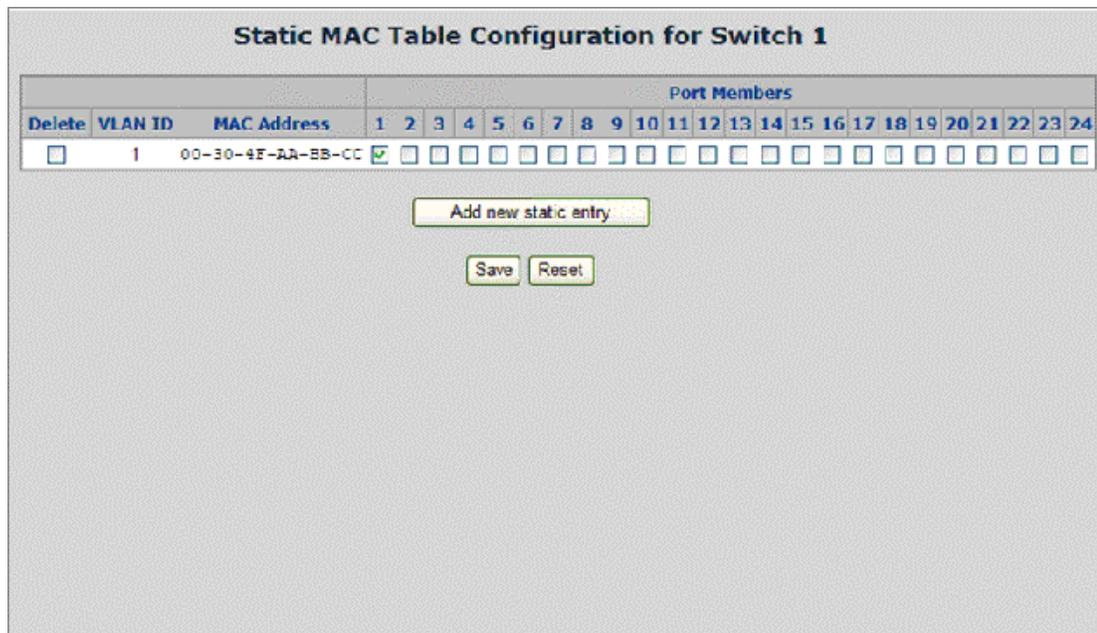 Static MAC Table Configuration for Switch 1
Port Members
Delete VLAN ID MAC Address 1 2 3 4 5 6 7 8 9 10 11 12 13 14 15 16 17 18 19 20 21 22 23 24
1 00-30-4F-AA-BB-CC
Add new static entry
Save Reset